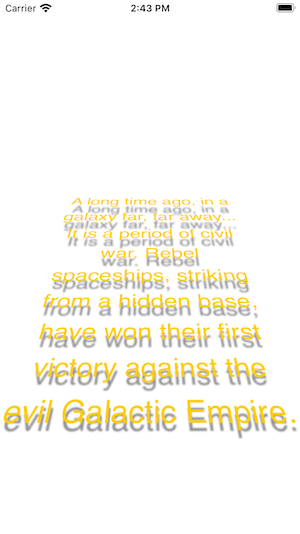 Carrier 2:43 PM
A long time ago, in a
galaxy far, far away...
It is a period of civil
war. Rebel
spaceships, striking
from a hidden base,
have won their first
victory against the
evil Galactic Empire.